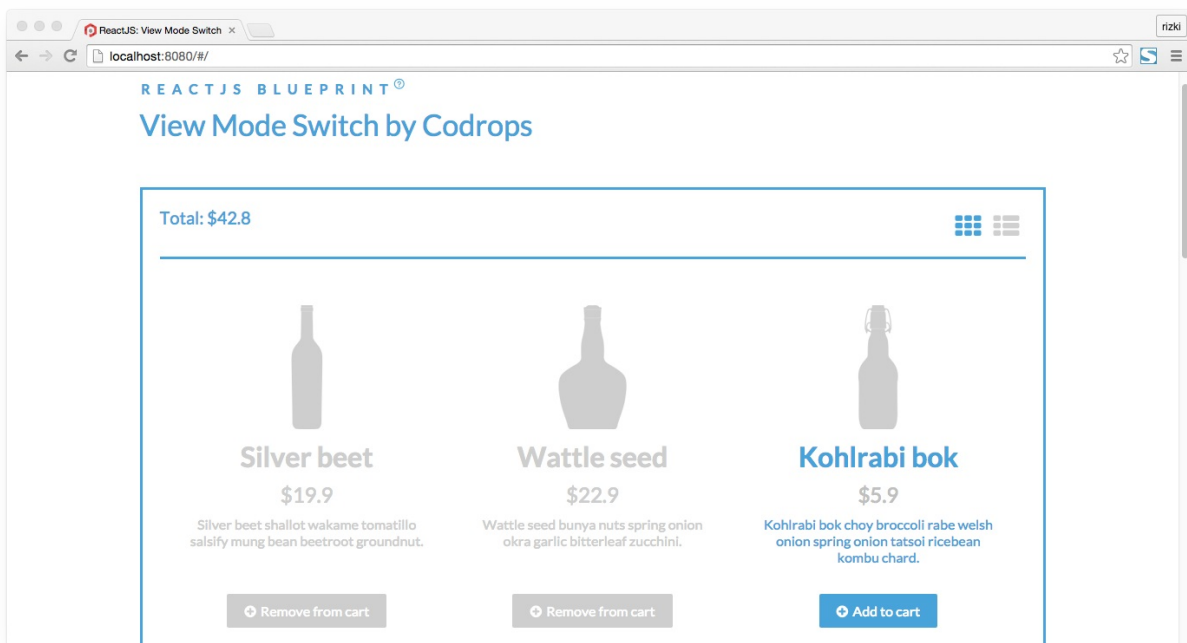 ReactJS: View Mode Switch
rizki
localhost:8080/#/
REACTJS BLUEPRINT
View Mode Switch by Codrops
Total: $42.8
Silver beet
$19.9
Silver beet shallot wakame tomatillo
salsify mung bean beetroot groundnut.
Remove from cart
Wattle seed
$22.9
Wattle seed bunya nuts spring onion
okra garlic bitterleaf zucchini.
Remove from cart
Kohlrabi bok
$5.9
Kohlrabi bok choy broccoli rabe welsh
onion spring onion tatsoi ricebean
kombu chard.
Add to cart